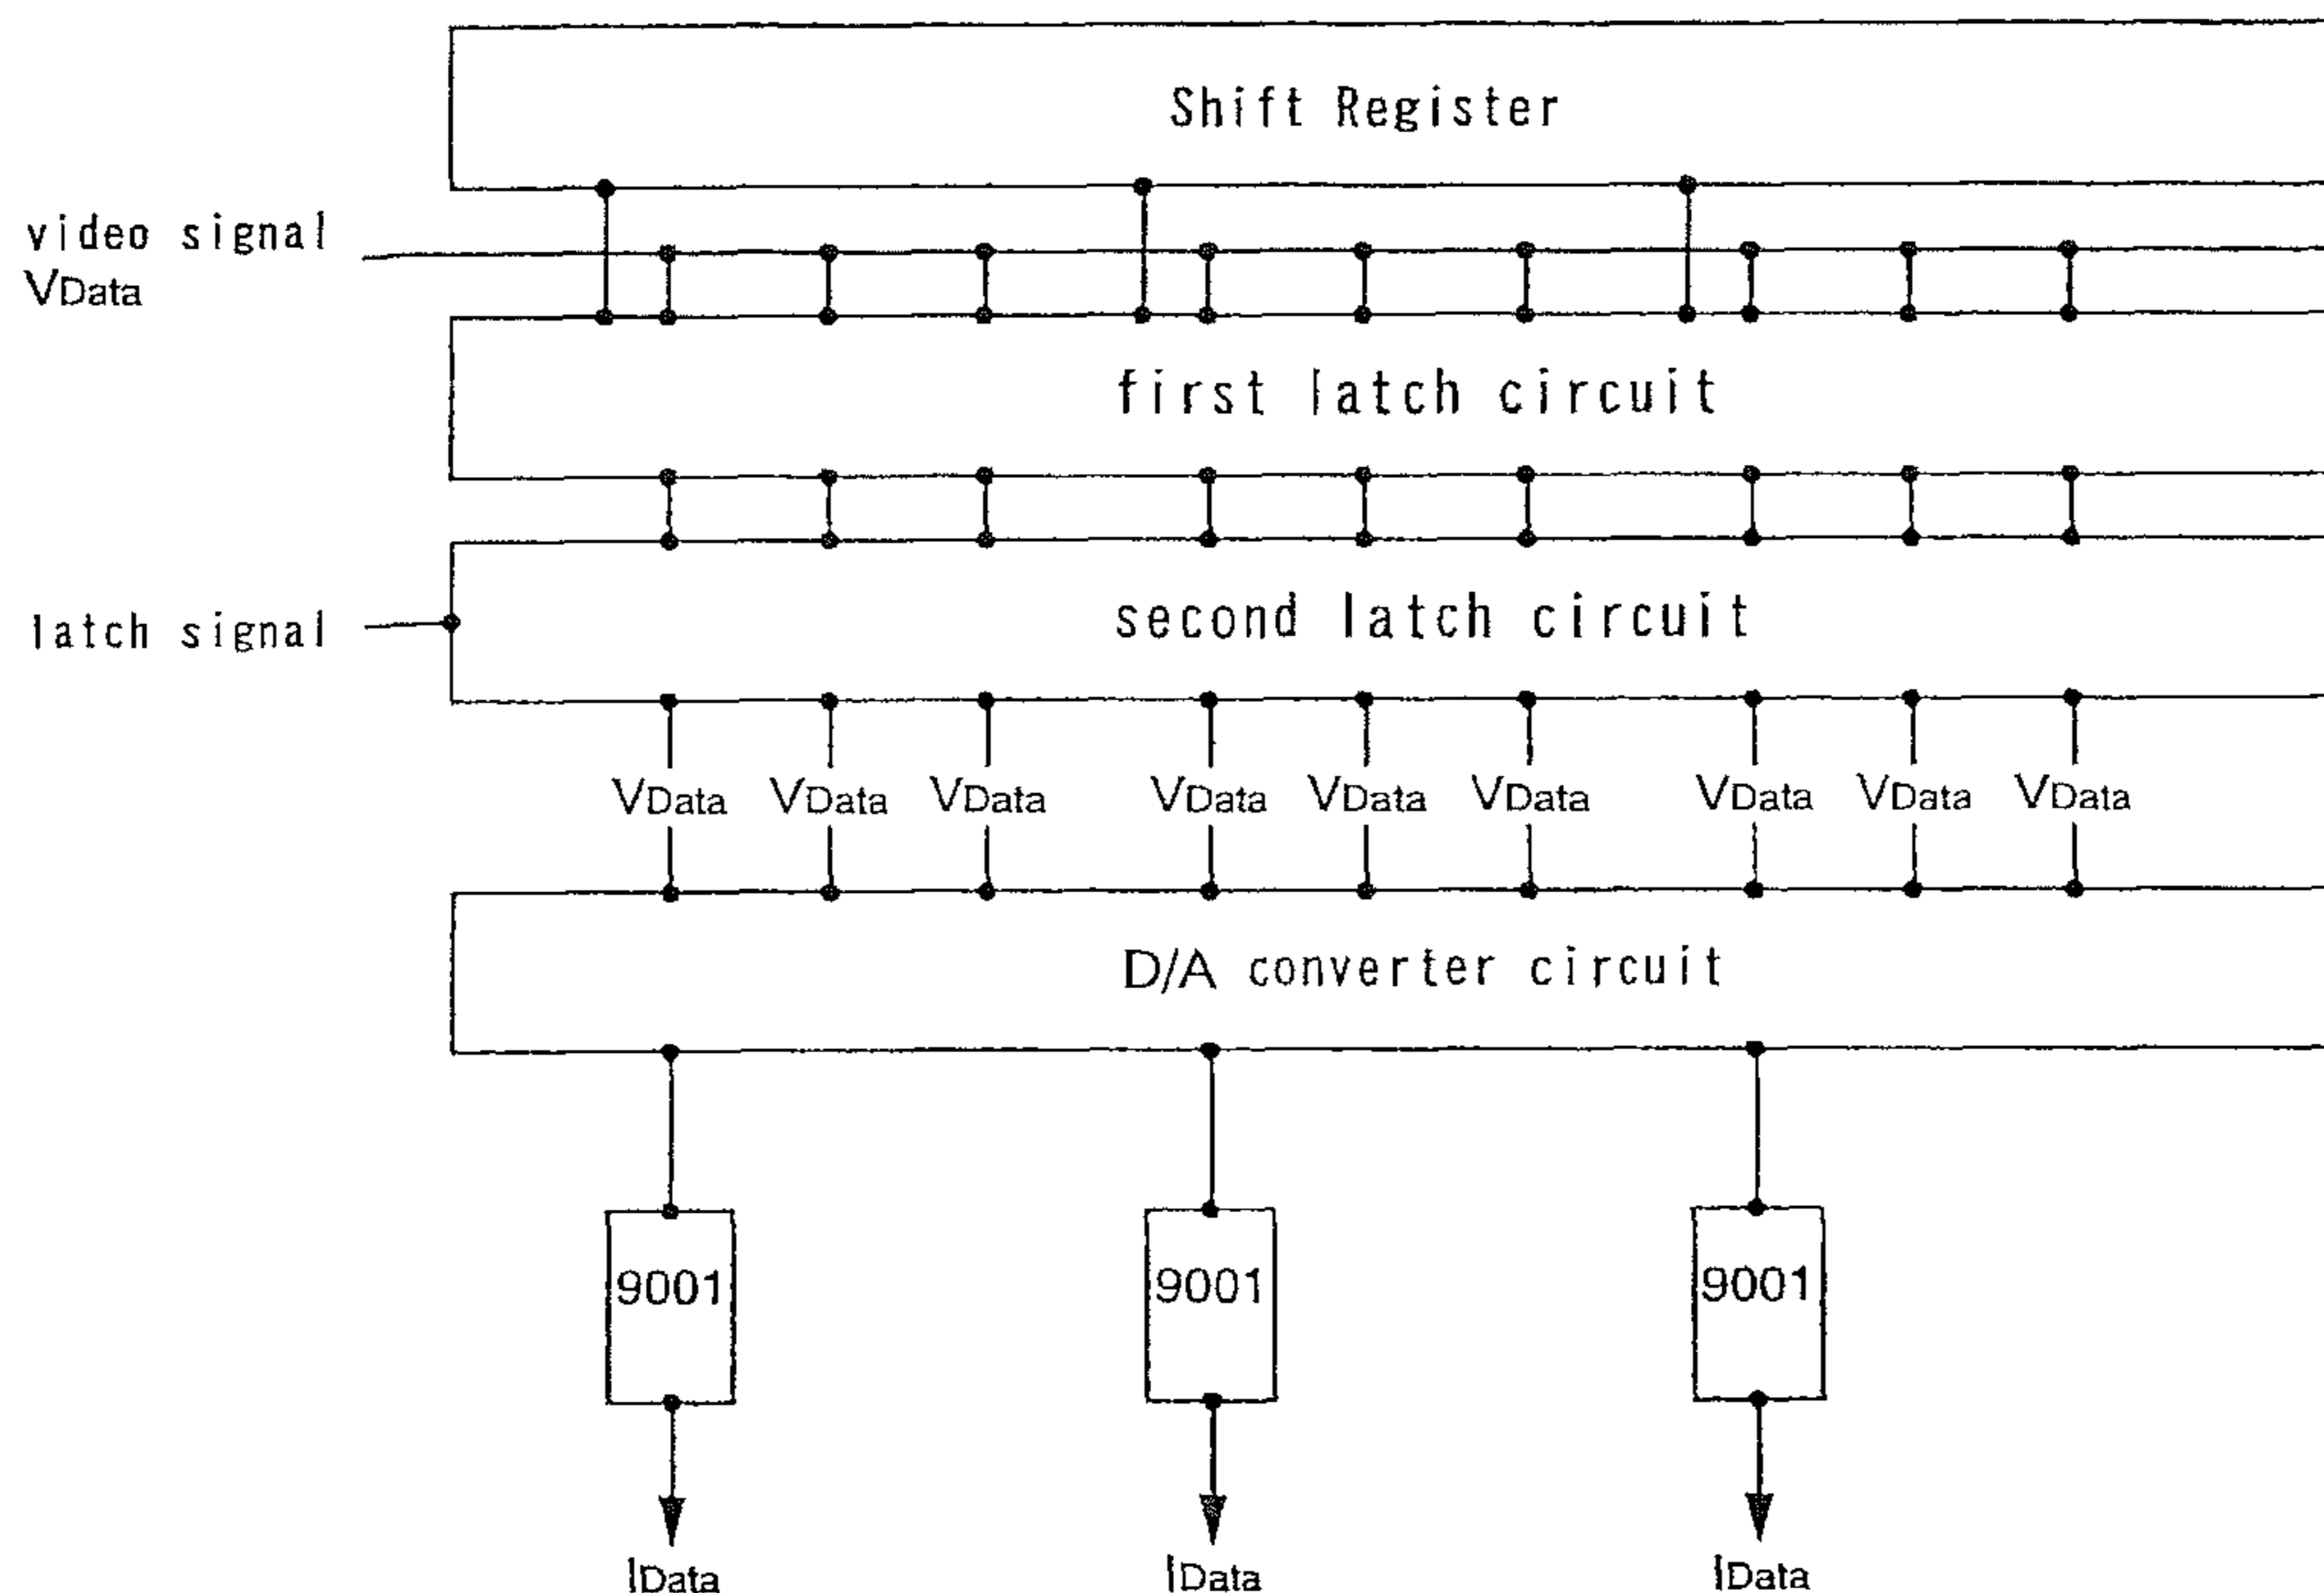 Shift Register
video signal
VData
first latch circuit
second latch circuit
latch signal
VData VData VData VData VData VData VData VData VData
D/A converter circuit
9001 9001 9001
IData IData IData